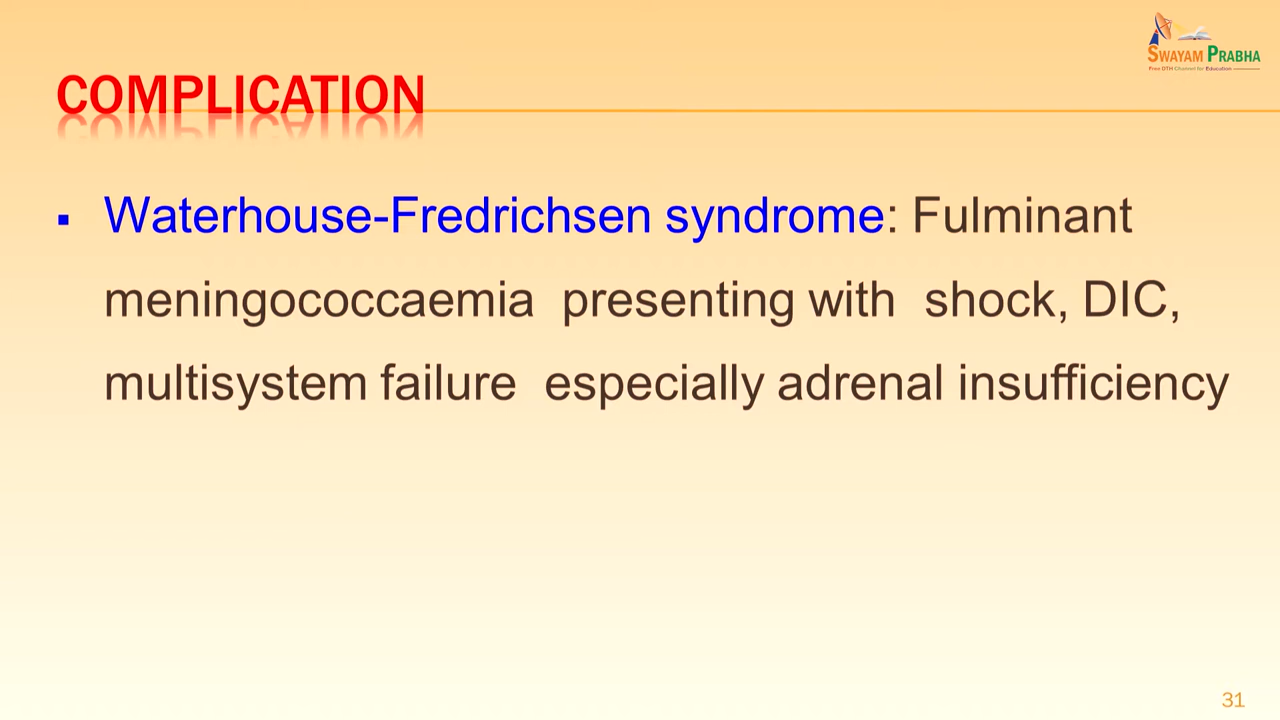 SWAYAM PRABHA
Free DTH Channel for Education
COMPLICATION
▪ Waterhouse-Fredrichsen syndrome: Fulminant
meningococcaemia presenting with shock, DIC,
multisystem failure especially adrenal insufficiency
31